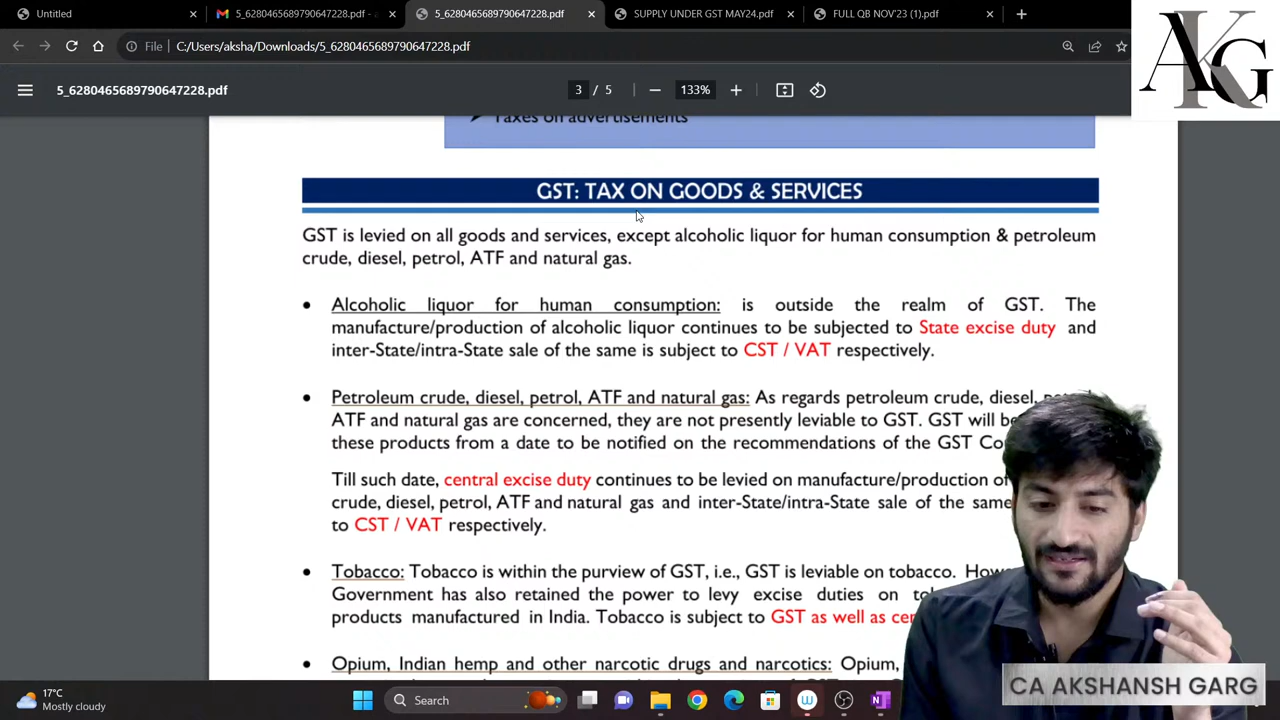 Untitled
5_6280465689790647228.pdf - a
5_6280465689790647228.pdf
SUPPLY UNDER GST MAY24.pdf
FULL QB NOV'23 (1).pdf
File C:/Users/aksha/Downloads/5_6280465689790647228.pdf
AKG
5_6280465689790647228.pdf
3 / 5
133%
Taxes on advertisements
GST: TAX ON GOODS & SERVICES
GST is levied on all goods and services, except alcoholic liquor for human consumption & petroleum
crude, diesel, petrol, ATF and natural gas.
• Alcoholic liquor for human consumption: is outside the realm of GST. The
manufacture/production of alcoholic liquor continues to be subjected to State excise duty and
inter-State/intra-State sale of the same is subject to CST / VAT respectively.
• Petroleum crude, diesel, petrol, ATF and natural gas: As regards petroleum crude, diesel,
ATF and natural gas are concerned, they are not presently leviable to GST. GST will be
these products from a date to be notified on the recommendations of the GST Co
Till such date, central excise duty continues to be levied on manufacture/production of
crude, diesel, petrol, ATF and natural gas and inter-State/intra-State sale of the same
to CST / VAT respectively.
• Tobacco: Tobacco is within the purview of GST, i.e., GST is leviable on tobacco. How
Government has also retained the power to levy excise duties on to
products manufactured in India. Tobacco is subject to GST as well as cen
• Opium, Indian hemp and other narcotic drugs and narcotics: Opium,
CA AKSHANSH GARG
17°C
Mostly cloudy
Search